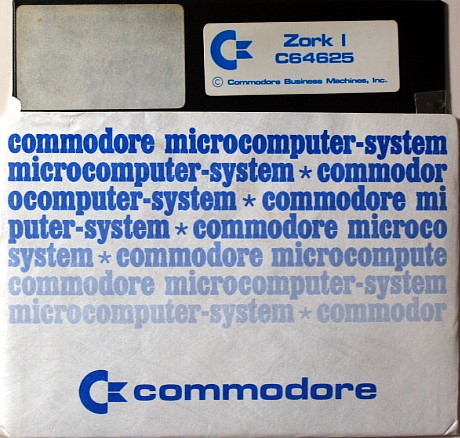 Zork I
C64625
© Commodore Business Machines, Inc.
commodore microcomputer-system
microcomputer-system * commodor
ocomputer-system * commodore mi
puter-system * commodore microco
system * commodore microcompute
commodore microcomputer-system
microcomputer-system * commodor
commodore